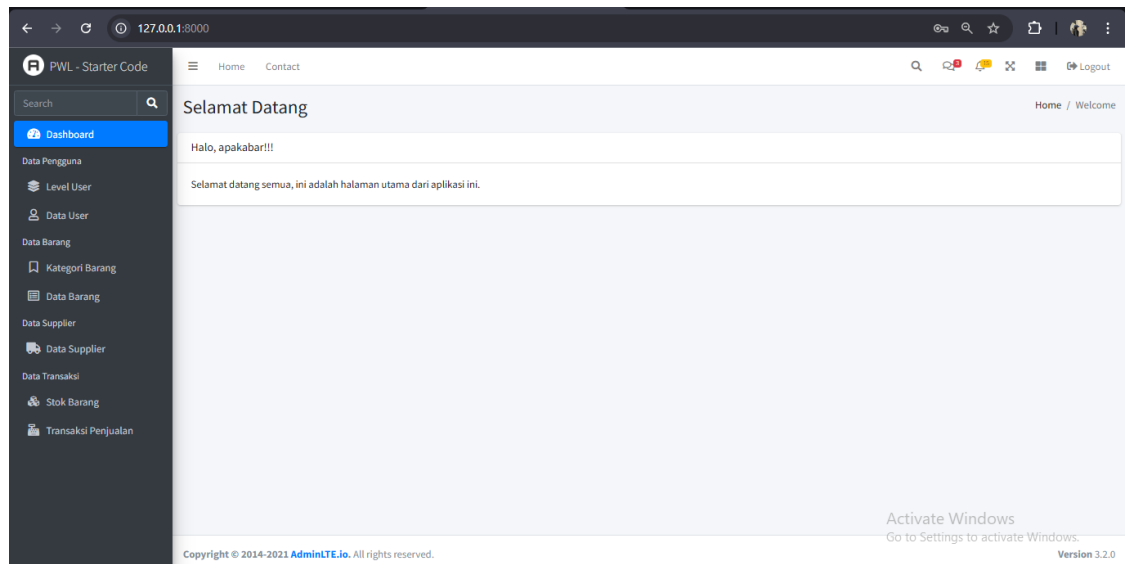 127.0.0.1:8000
PWL - Starter Code
Home Contact
3
15
Logout
Search
Selamat Datang
Home / Welcome
Dashboard
Halo, apakabar!!!
Data Pengguna
Selamat datang semua, ini adalah halaman utama dari aplikasi ini.
Level User
Data User
Data Barang
Kategori Barang
Data Barang
Data Supplier
Data Supplier
Data Transaksi
Stok Barang
Transaksi Penjualan
Activate Windows
Go to Settings to activate Windows.
Copyright © 2014-2021 AdminLTE.io. All rights reserved.
Version 3.2.0